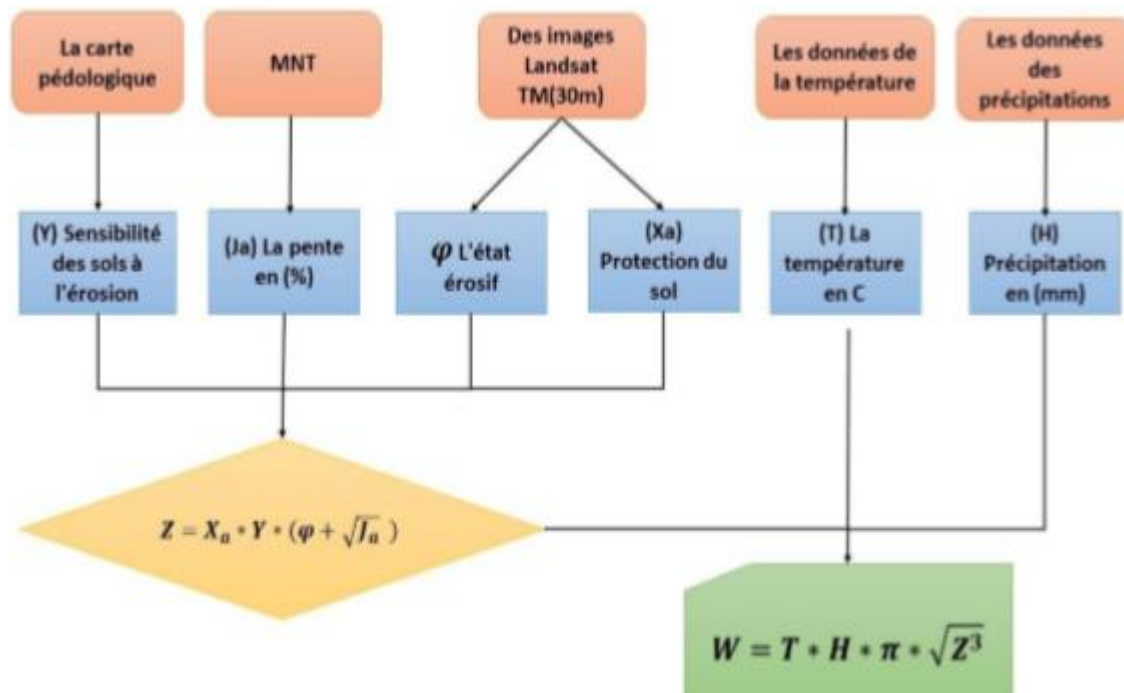 La carte
pédologique
MNT
Des images
Landsat
TM(30m)
Les données de
la température
Les données
des
précipitations
(Y) Sensibilité
des sols à
l'érosion
(Ja) La pente
en (%)
φ L'état
érosif
(Xa)
Protection du
sol
(T) La
température
en C
(H)
Précipitation
en (mm)
Z = Xₐ * Y * (φ + √Jₐ )
W = T * H * π * √Z³